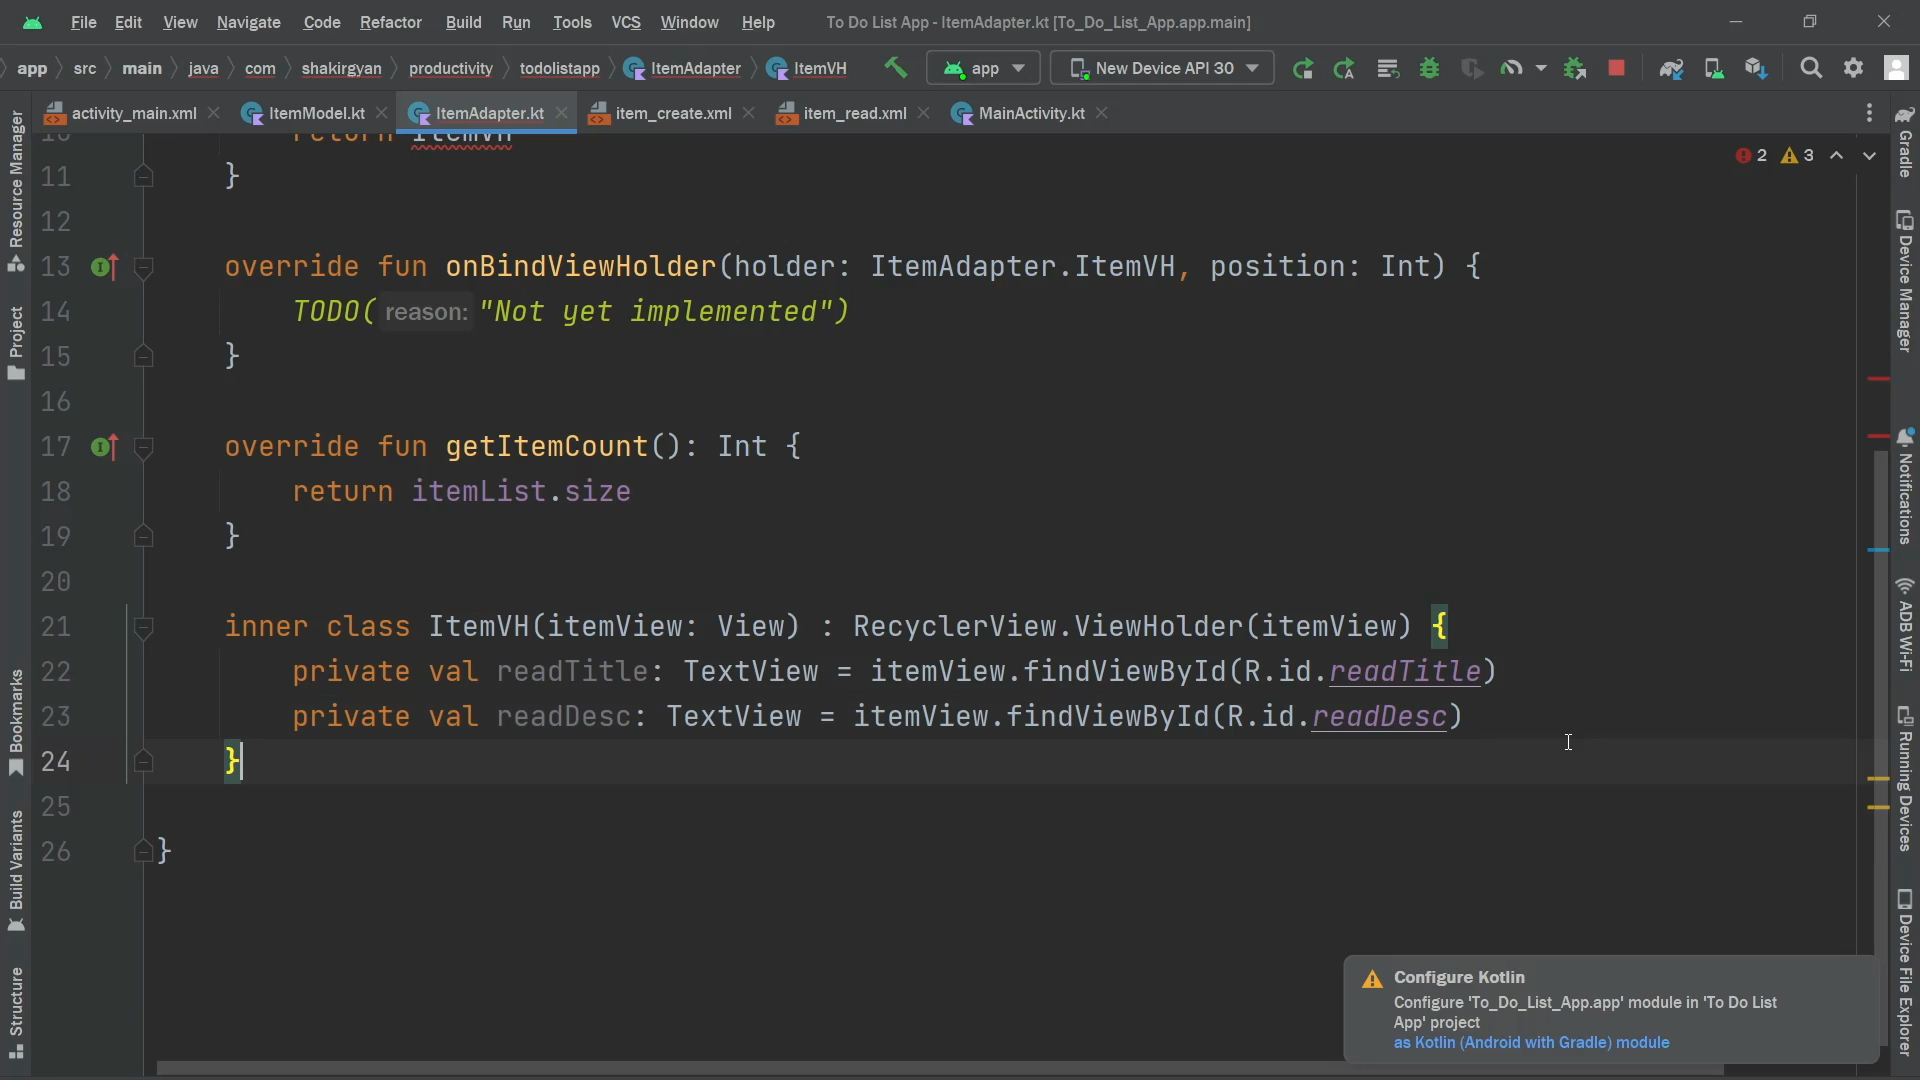 File Edit View Navigate Code Refactor Build Run Tools VCS Window Help To Do List App - ItemAdapter.kt [To_Do_List_App.app.main]
app src main java com shakirgyan productivity todolistapp ItemAdapter ItemVH app New Device API 30
activity_main.xml ItemModel.kt ItemAdapter.kt item_create.xml item_read.xml MainActivity.kt
10 return itemVH
2 3
11 }
12
13 override fun onBindViewHolder(holder: ItemAdapter.ItemVH, position: Int) {
14 TODO( reason: "Not yet implemented")
15 }
16
17 override fun getItemCount(): Int {
18 return itemList.size
19 }
20
21 inner class ItemVH(itemView: View) : RecyclerView.ViewHolder(itemView) {
22 private val readTitle: TextView = itemView.findViewById(R.id.readTitle)
23 private val readDesc: TextView = itemView.findViewById(R.id.readDesc)
24 }
25
26 }
Resource Manager
Project
Bookmarks
Build Variants
Structure
Gradle
Device Manager
Notifications
ADB Wi-Fi
Running Devices
Device File Explorer
Configure Kotlin
Configure 'To_Do_List_App.app' module in 'To Do List
App' project
as Kotlin (Android with Gradle) module